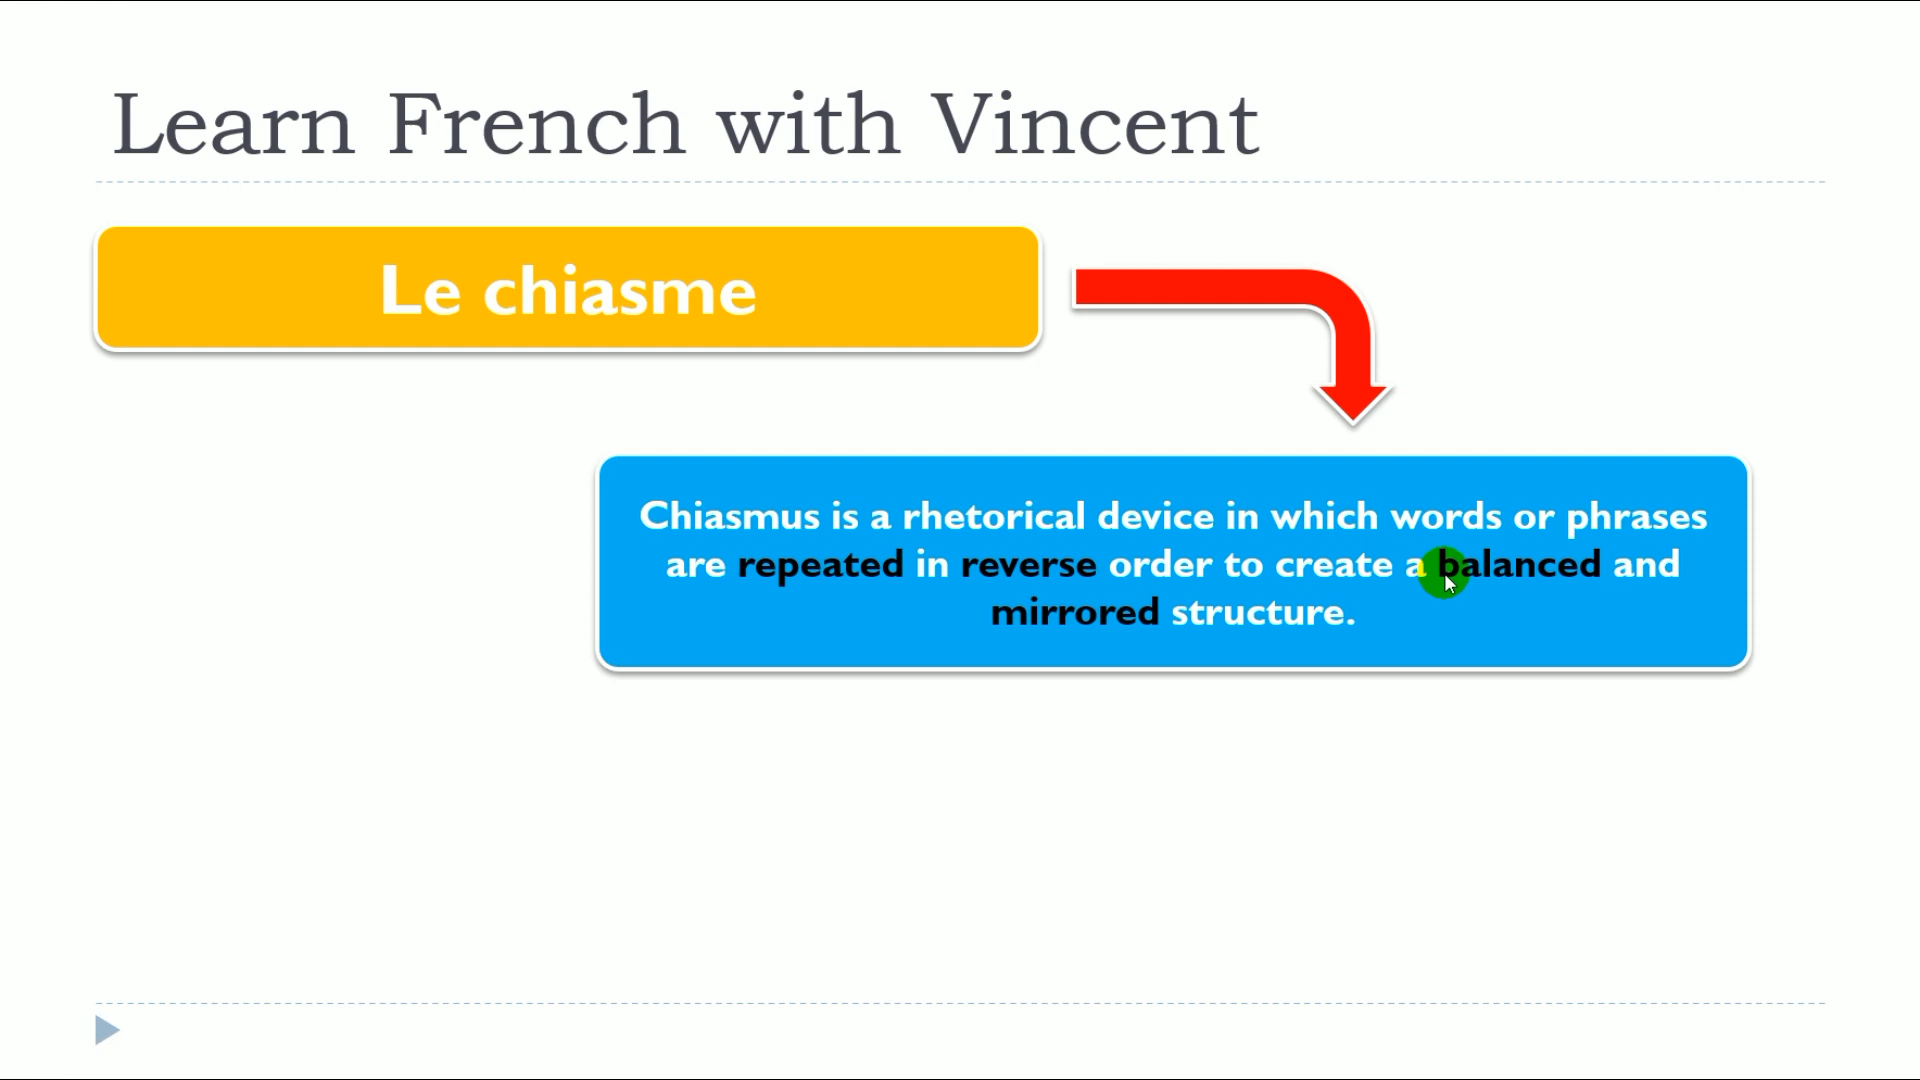 Learn French with Vincent
Le chiasme
Chiasmus is a rhetorical device in which words or phrases
are repeated in reverse order to create a balanced and
mirrored structure.